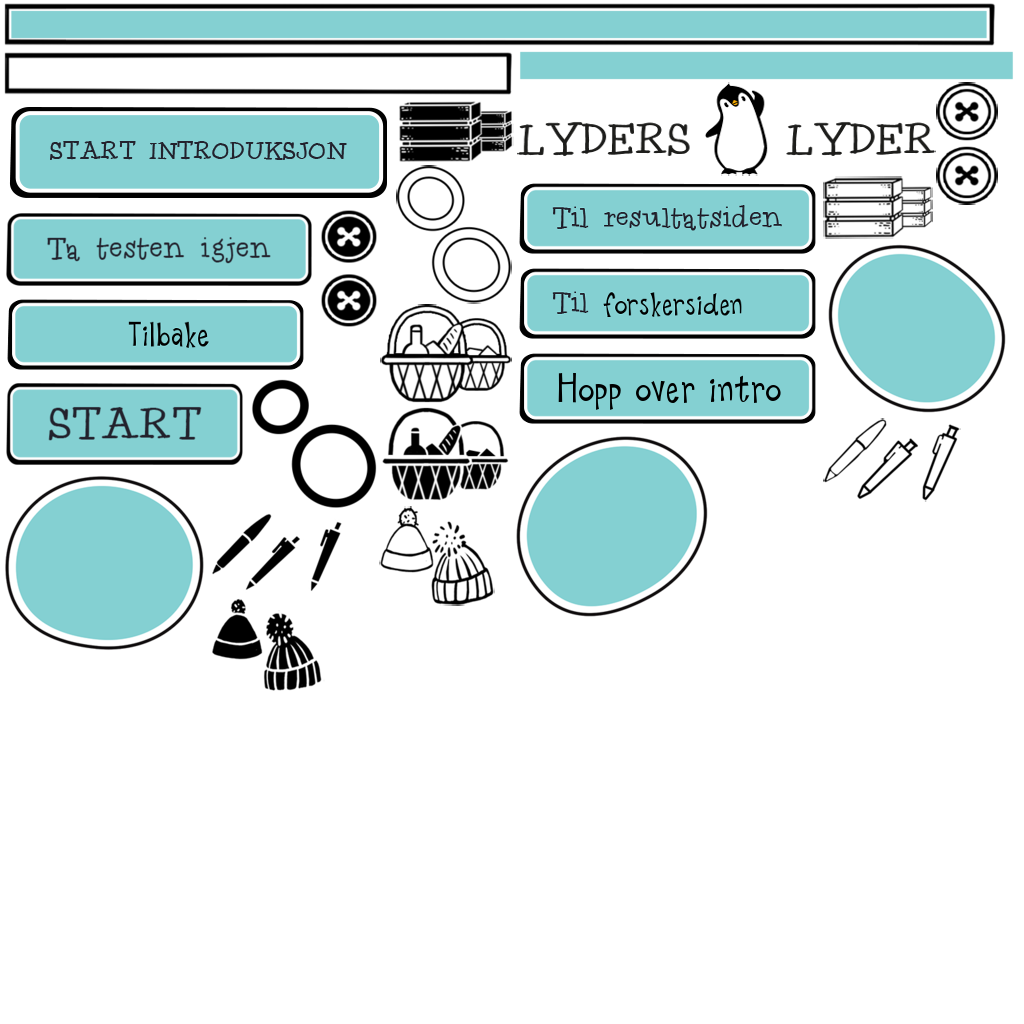 START INTRODUKSJON
LYDERS LYDER
Til resultatsiden
Ta testen igjen
Til forskersiden
Tilbake
Hopp over intro
START